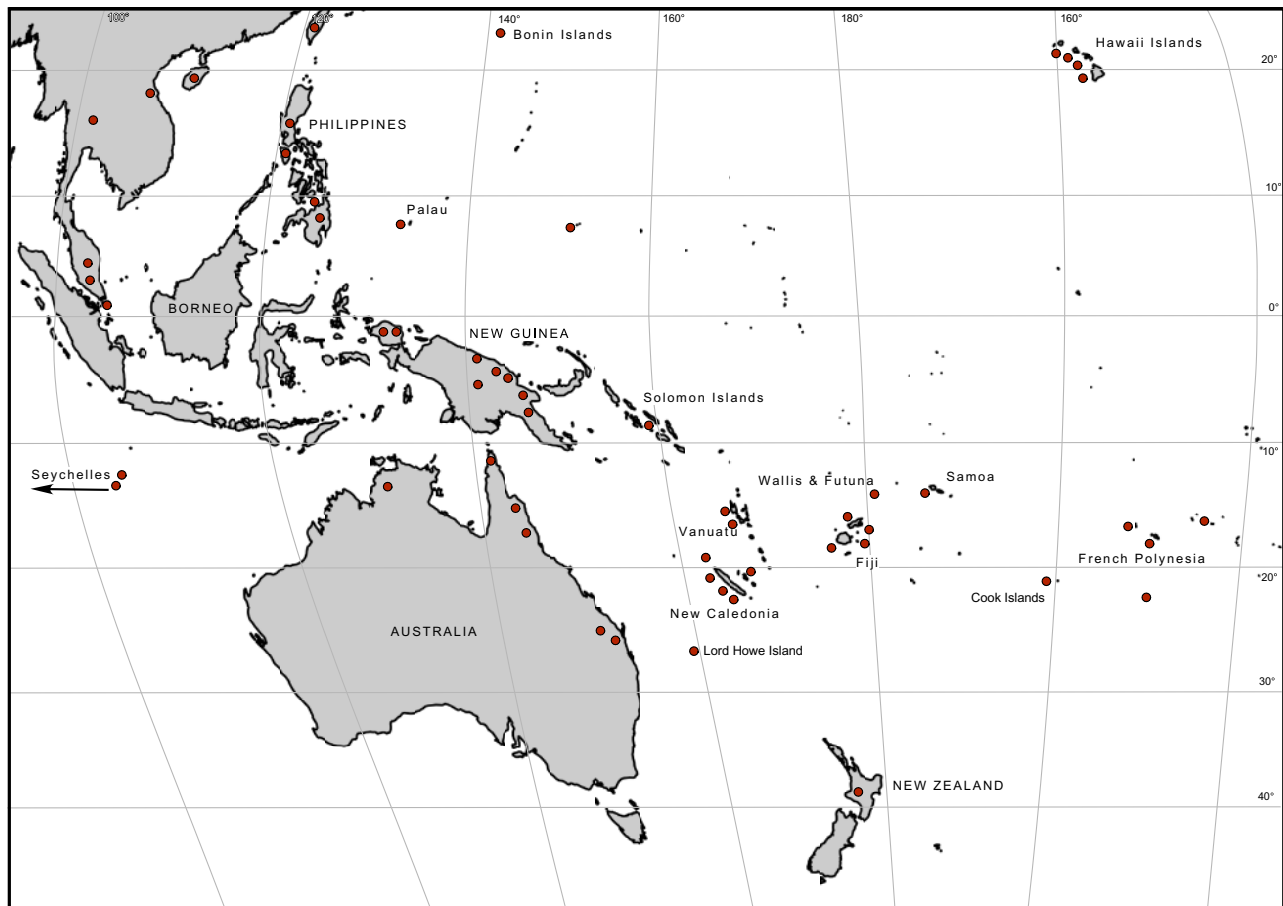 100°
120°
140°
160°
180°
160°
Bonin Islands
Hawaii Islands
20°
PHILIPPINES
10°
Palau
BORNEO
0°
NEW GUINEA
Solomon Islands
*10°
Seychelles
Wallis & Futuna
Samoa
Vanuatu
Fiji
French Polynesia
*20°
Cook Islands
New Caledonia
AUSTRALIA
Lord Howe Island
30°
NEW ZEALAND
40°